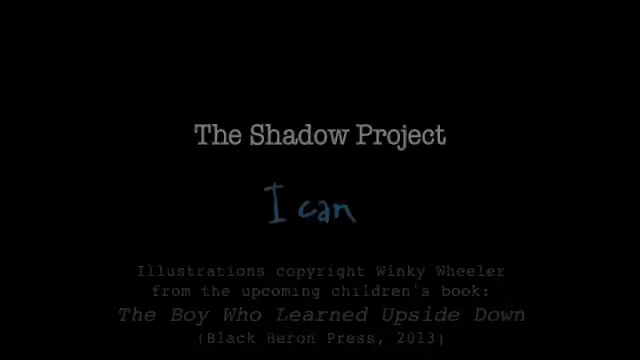 The Shadow Project
I can
Illustrations copyright Winky Wheeler
from the upcoming children's book:
The Boy Who Learned Upside Down
(Black Heron Press, 2013)